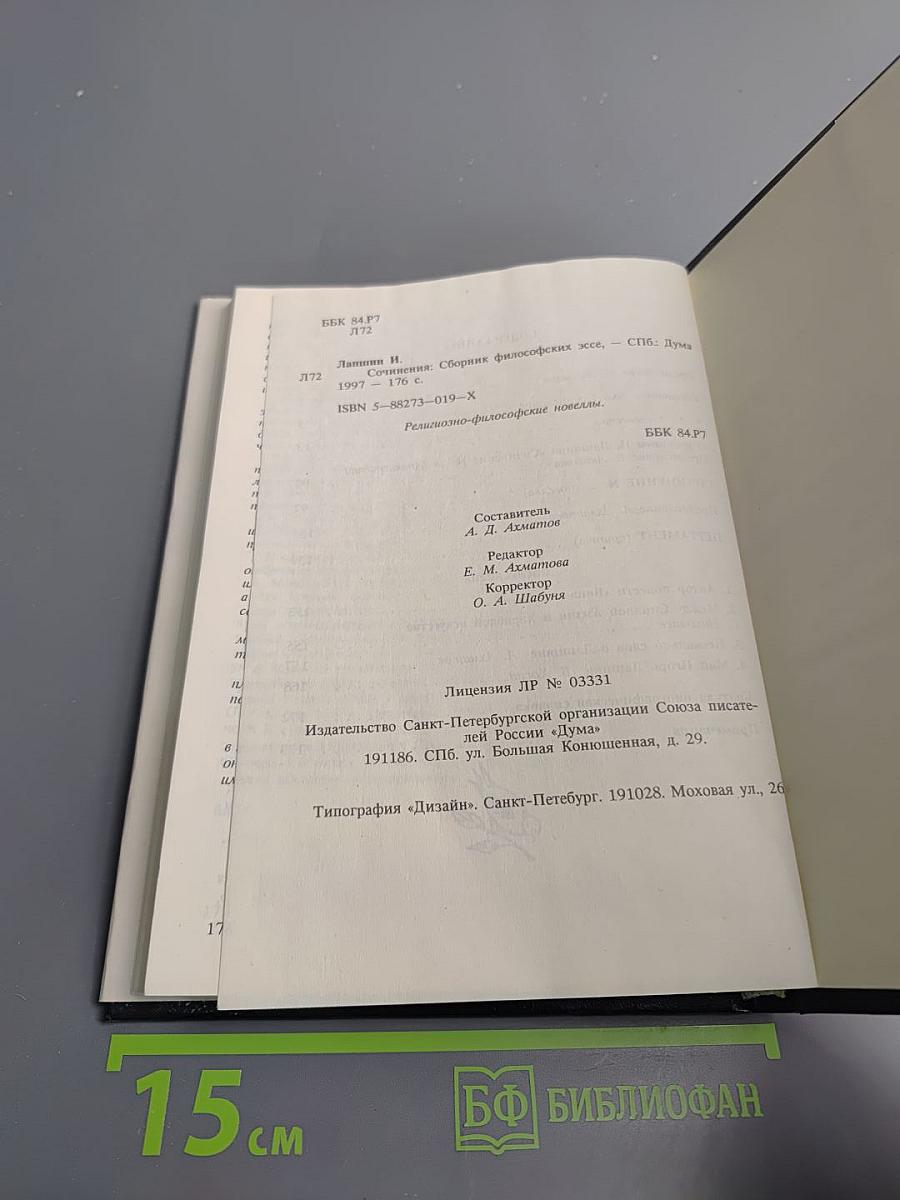 ББК 84.Р7
Л72
Лапшин И.
Л72 Сочинения: Сборник философских эссе, — СПб.: Дума
1997 — 176 с.
ISBN 5—88273—019—X
Религиозно-философские новеллы.
ББК 84.Р7
Составитель
А. Д. Ахматов
Редактор
Е. М. Ахматова
Корректор
О. А. Шабуня
Лицензия ЛР № 03331
Издательство Санкт-Петербургской организации Союза писате-
лей России «Дума»
191186. СПб. ул. Большая Конюшенная, д. 29.
Типография «Дизайн». Санкт-Петебург. 191028. Моховая ул., 26
17
15 см
БФ БИБЛИОФАН